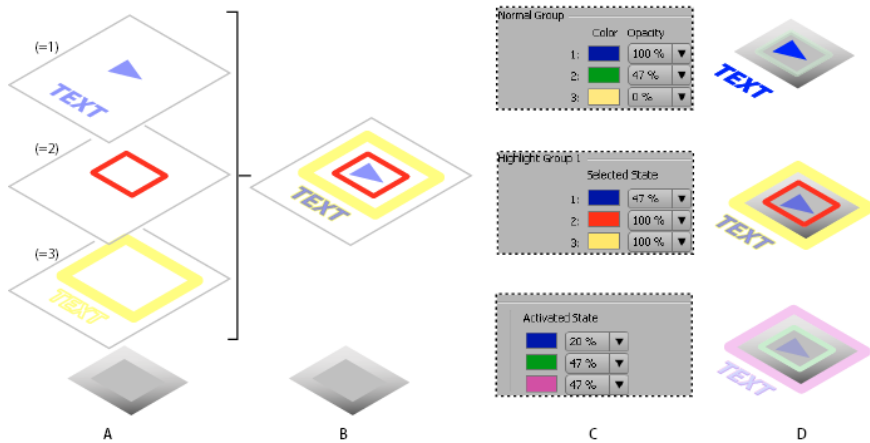 (=1)
TEXT
(=2)
(=3)
TEXT
TEXT
Normal Group
Color Opacity
1: 100 %
2: 47 %
3: 0 %
TEXT
Highlight Group 1
Selected State
1: 47 %
2: 100 %
3: 100 %
TEXT
Activated State
20 %
47 %
47 %
TEXT
A B C D